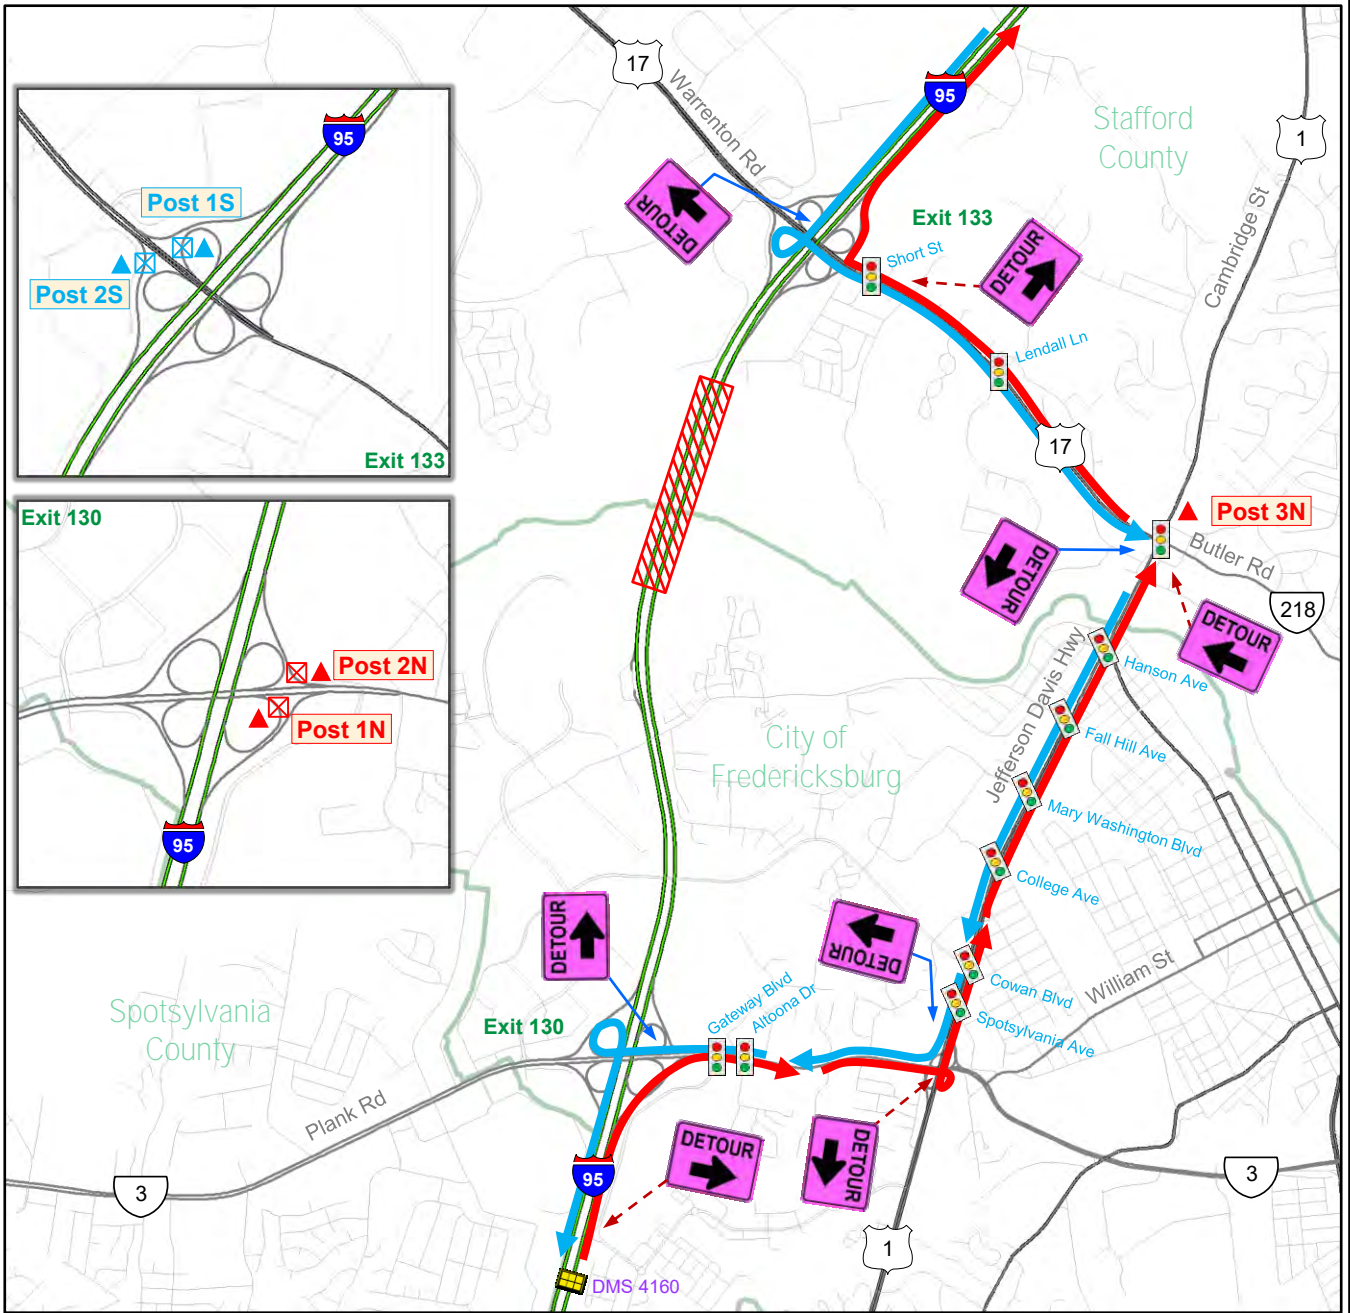 17
Warrenton Rd
95
Stafford
County
1
Cambridge St
95
Post 1S
Post 2S
Exit 133
DETOUR
Exit 133
Short St
DETOUR
Lendall Ln
17
Post 3N
Butler Rd
218
DETOUR
DETOUR
Exit 130
Post 2N
Post 1N
95
Jefferson Davis Hwy
Hanson Ave
Fall Hill Ave
Mary Washington Blvd
College Ave
City of
Fredericksburg
DETOUR
DETOUR
Cowan Blvd
Spotsylvania Ave
William St
Spotsylvania
County
Exit 130
Gateway Blvd
Altoona Dr
Plank Rd
3
95
DETOUR
DETOUR
3
1
DMS 4160